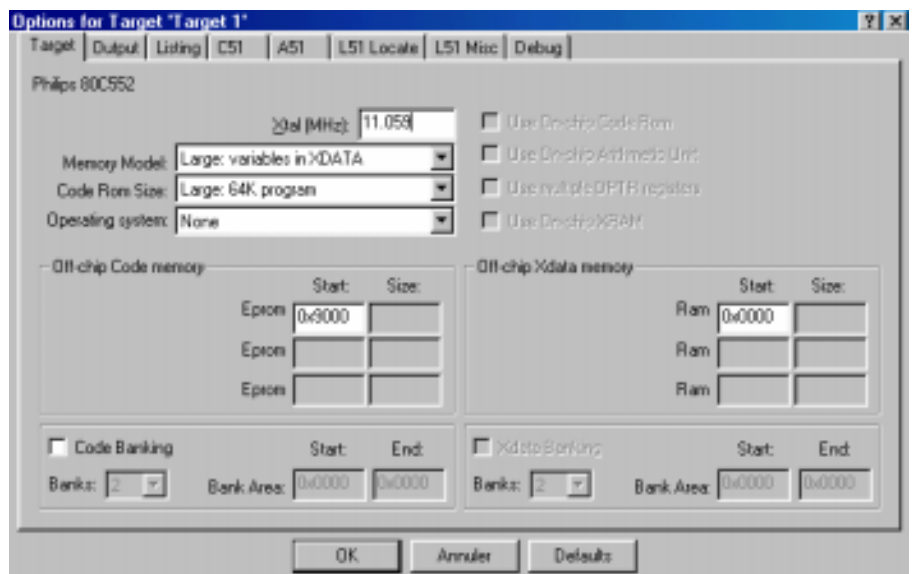 Options for Target 'Target 1'
Target Output Listing C51 A51 L51 Locate L51 Misc Debug
Philips 80C552
Xtal (MHz): 11.059
Use On-chip Code Rom
Memory Model: Large: variables in XDATA
Use On-chip Arithmetic Unit
Code Rom Size: Large: 64K program
Use multiple DPTR registers
Operating system: None
Use On-chip XRAM
Off-chip Code memory
Start: Size:
Eprom 0x9000
Eprom
Eprom
Off-chip Xdata memory
Start: Size:
Ram 0x0000
Ram
Ram
Code Banking Start: End:
Banks: 2 Bank Area: 0x0000 0x0000
Xdata Banking Start: End:
Banks: 2 Bank Area: 0x0000 0x0000
OK Annuler Defaults